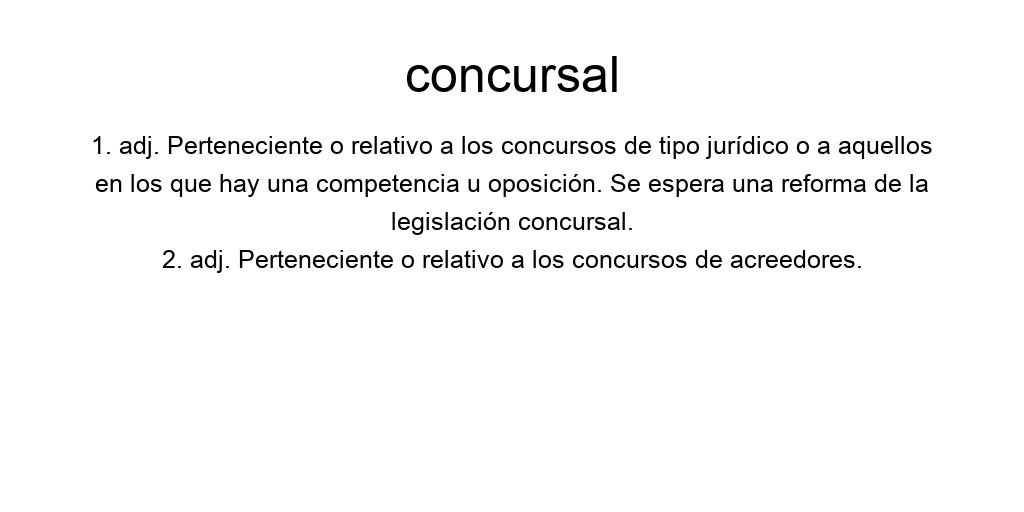 concursal
1. adj. Perteneciente o relativo a los concursos de tipo jurídico o a aquellos
en los que hay una competencia u oposición. Se espera una reforma de la
legislación concursal.
2. adj. Perteneciente o relativo a los concursos de acreedores.